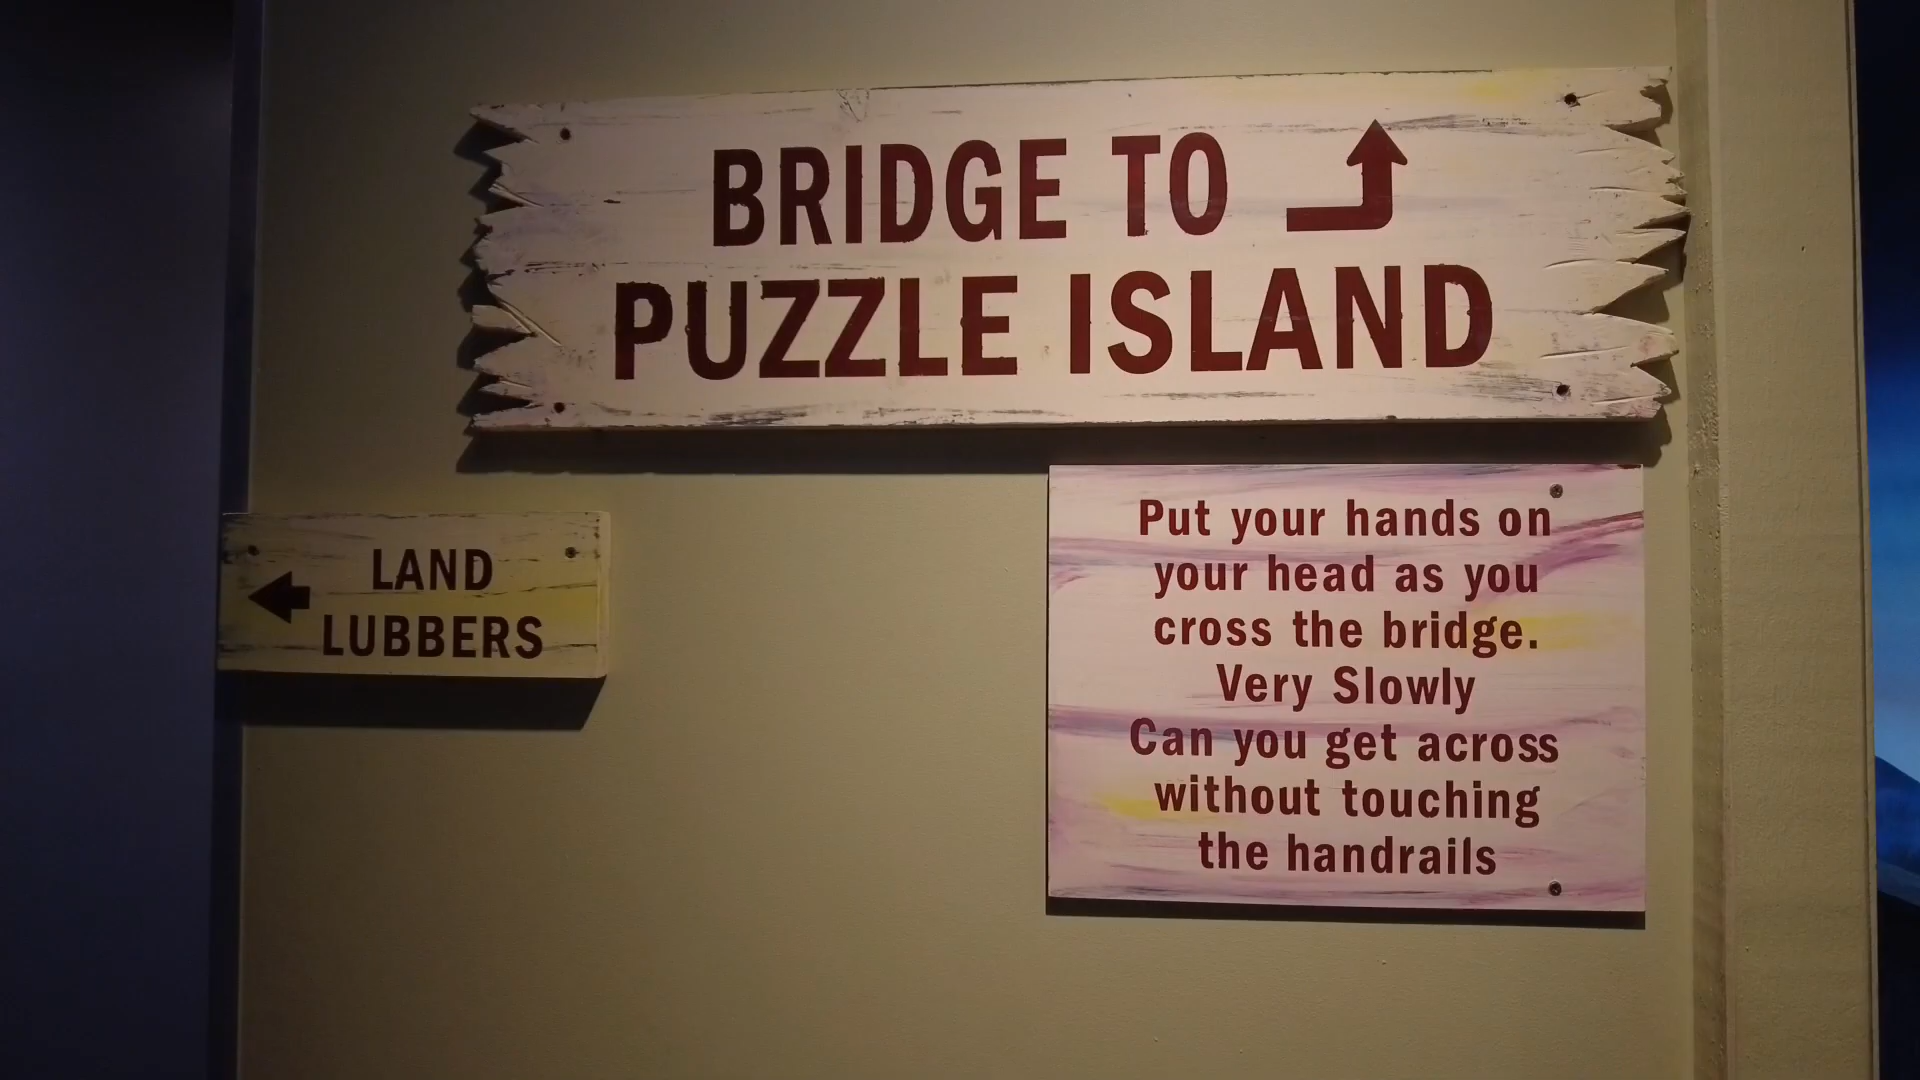 BRIDGE TO
PUZZLE ISLAND
LAND
LUBBERS
Put your hands on
your head as you
cross the bridge.
Very Slowly
Can you get across
without touching
the handrails